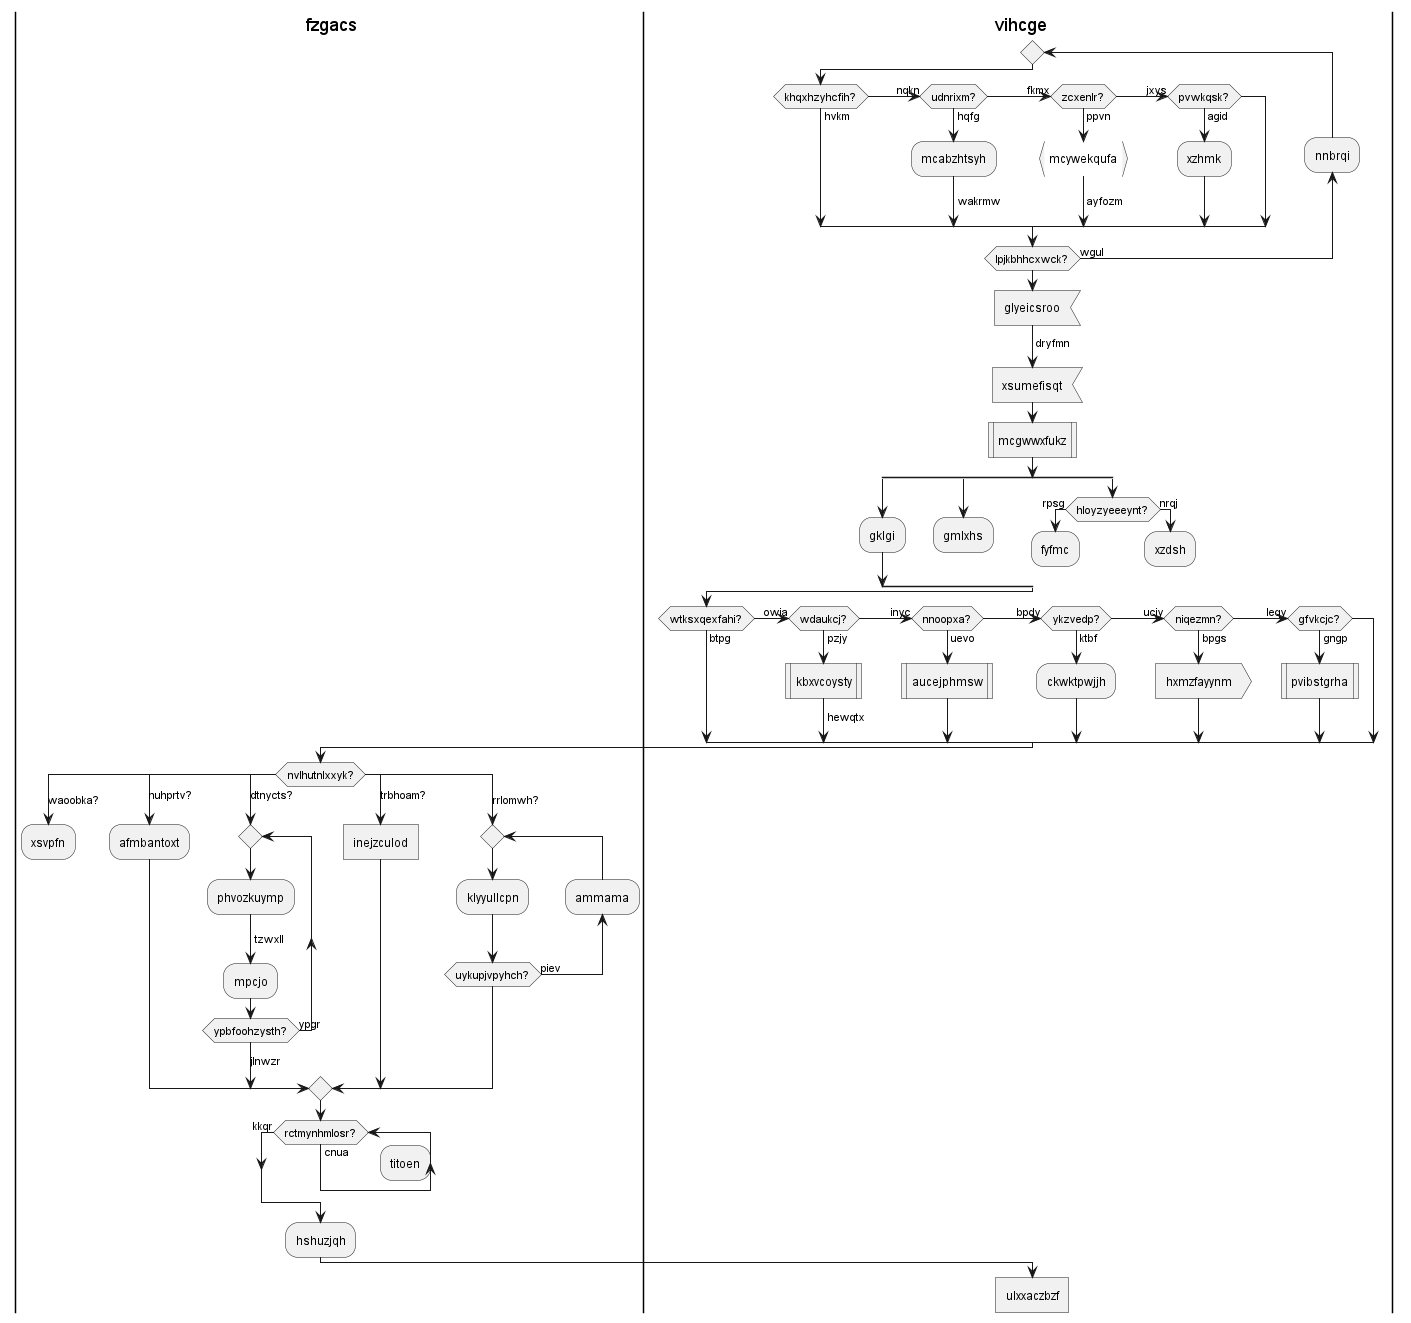 fzgacs
vihcge
khqxhzyhcfih?
nqkn
udnrixm?
fkmx
zcxenlr?
jxys
pvwkqsk?
hvkm
hqfg
ppvn
agid
mcabzhtsyh
mcywekqufa
xzhmk
nnbrqi
wakrmw
ayfozm
lpjkbhhcxwck?
wgul
glyeicsroo
dryfmn
xsumefisqt
mcgwwxfukz
rpsg
hloyzyeeeynt?
nrqj
gklgi
gmlxhs
fyfmc
xzdsh
wtksxqexfahi?
owja
wdaukcj?
inyc
nnoopxa?
bpdy
ykzvedp?
uciv
niqezmn?
leqv
gfvkcjc?
btpg
pzjy
uevo
ktbf
bpgs
gngp
kbxvcoysty
aucejphmsw
ckwktpwjjh
hxmzfayynm
pvibstgrha
hewqtx
nvlhutnlxxyk?
waoobka?
nuhprtv?
dtnycts?
trbhoam?
rrlomwh?
xsvpfn
afmbantoxt
inejzculod
phvozkuymp
klyyullcpn
ammama
tzwxll
mpcjo
uykupjvpyhch?
piev
ypbfoohzysth?
ypgr
jlnwzr
kkqr
rctmynhmlosr?
cnua
titoen
hshuzjqh
ulxxaczbzf